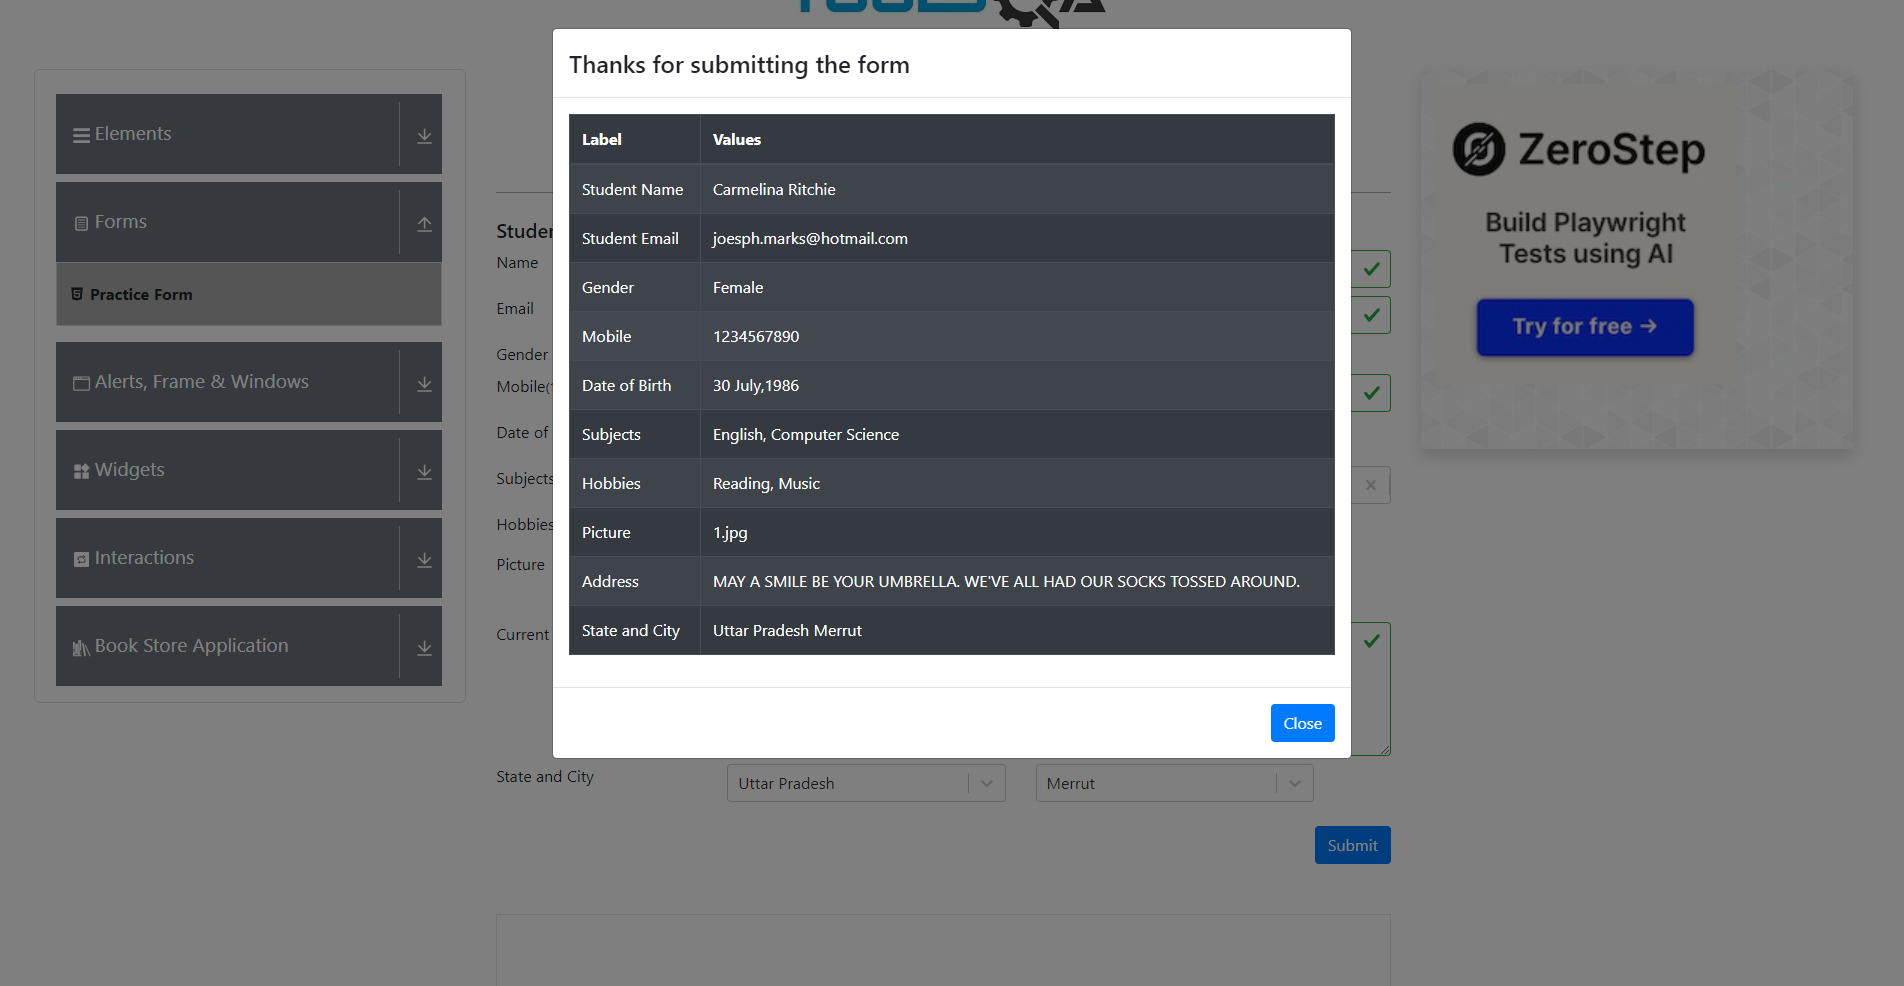 Thanks for submitting the form
Label Values
Student Name Carmelina Ritchie
Student Email joesph.marks@hotmail.com
Gender Female
Mobile 1234567890
Date of Birth 30 July,1986
Subjects English, Computer Science
Hobbies Reading, Music
Picture 1.jpg
Address MAY A SMILE BE YOUR UMBRELLA. WE'VE ALL HAD OUR SOCKS TOSSED AROUND.
State and City Uttar Pradesh Merrut
Close
Elements
Forms
Practice Form
Alerts, Frame & Windows
Widgets
Interactions
Book Store Application
Name
Email
Gender
Mobile
Date of
Subjects
Hobbies
Picture
Current
State and City Uttar Pradesh Merrut
Submit
ZeroStep
Build Playwright
Tests using AI
Try for free →